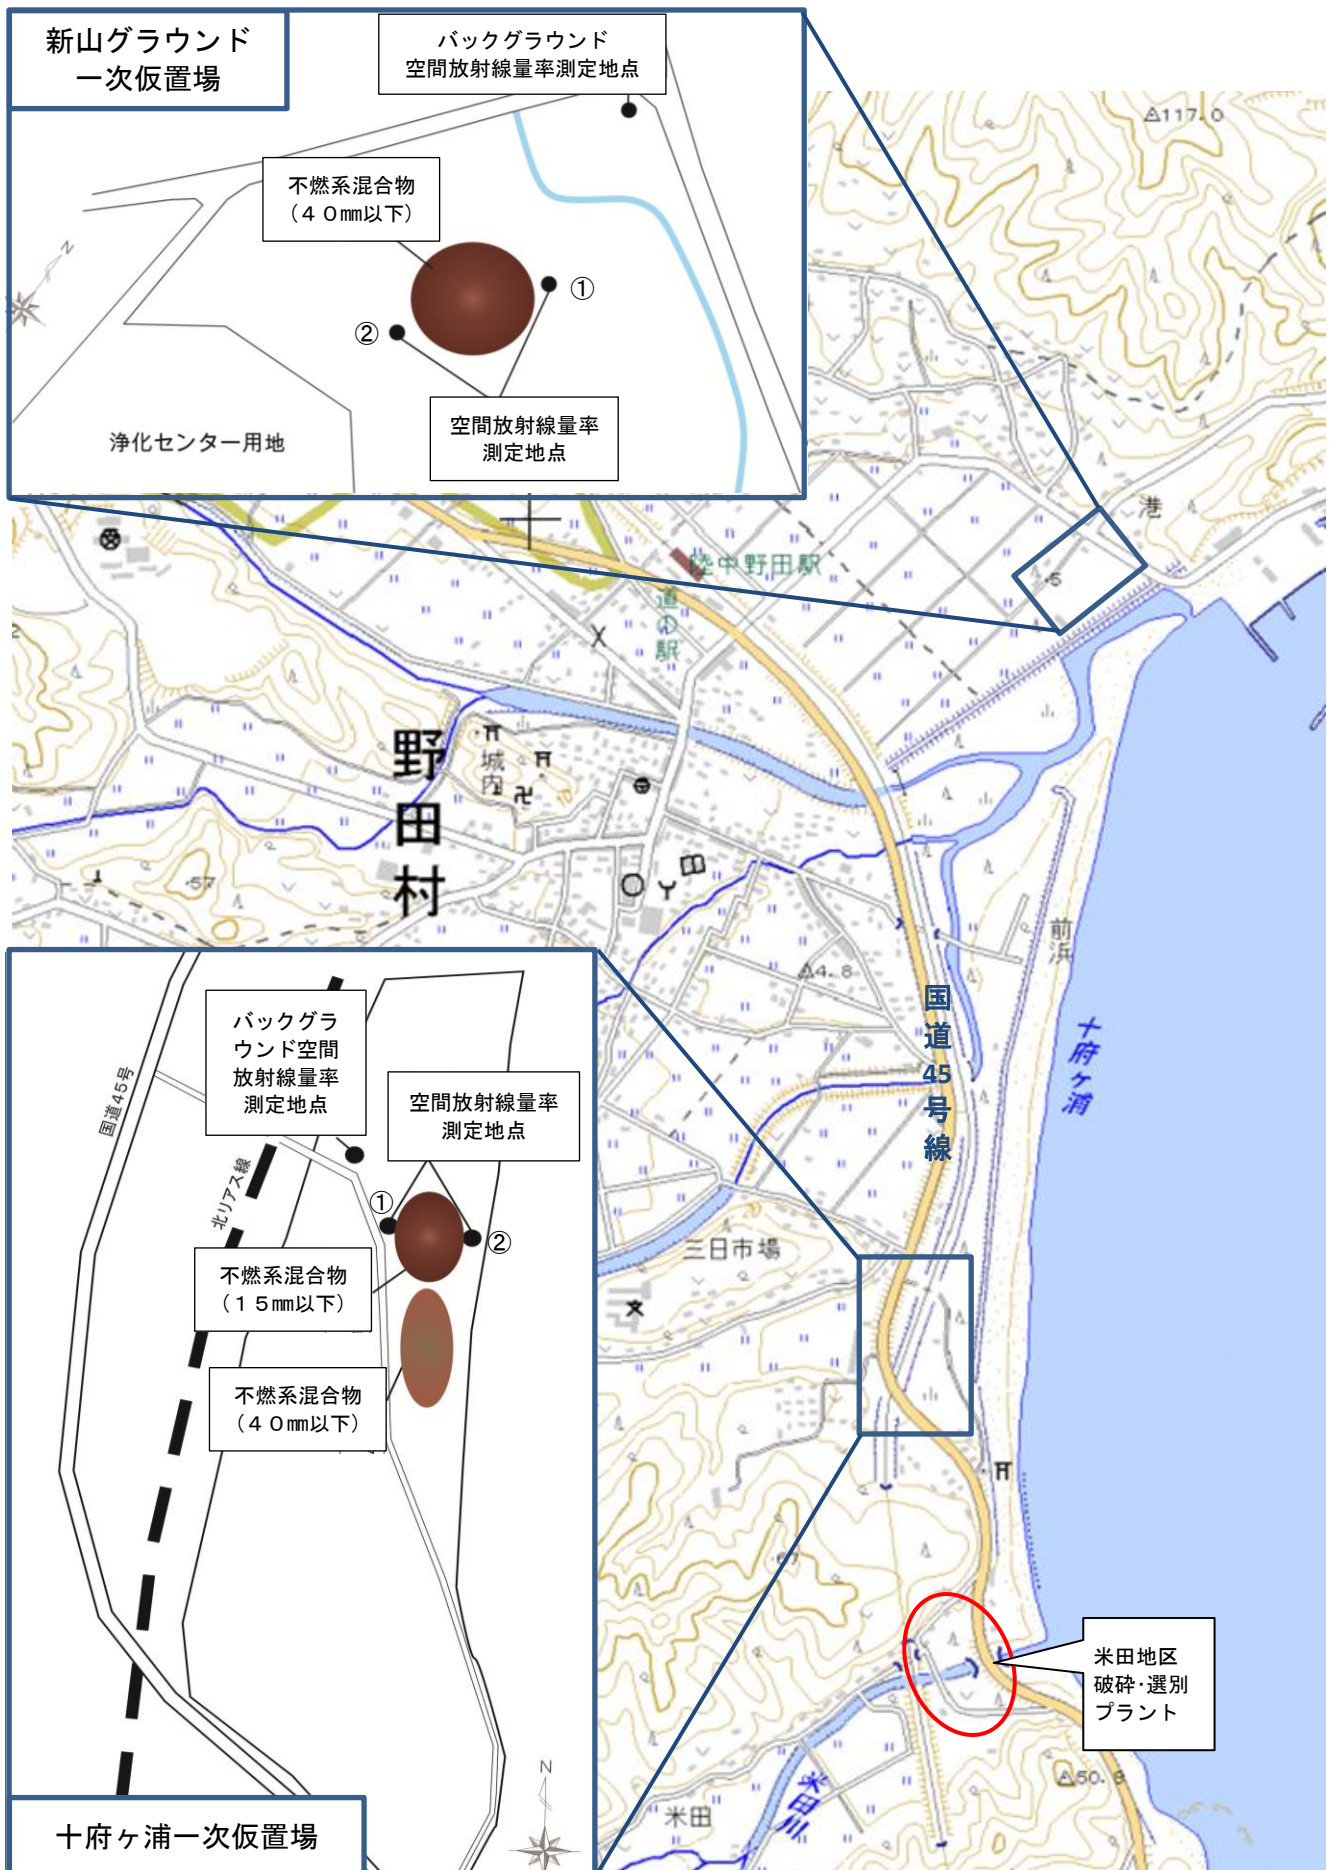 新山グラウンド
一次仮置場
バックグラウンド
空間放射線量率測定地点
不燃系混合物
（４０㎜以下）
①
②
空間放射線量率
測定地点
浄化センター用地
N
117.0
港
・5
陸中野田駅
道の駅
野田村
城内
・57
4.8
前浜
十府ヶ浦
国道45号線
三日市場
バックグラ
ウンド空間
放射線量率
測定地点
空間放射線量率
測定地点
国道45号
北リアス線
①
②
不燃系混合物
（１５㎜以下）
不燃系混合物
（４０㎜以下）
N
十府ヶ浦一次仮置場
米田地区
破砕・選別
プラント
米田
米田川
50.9